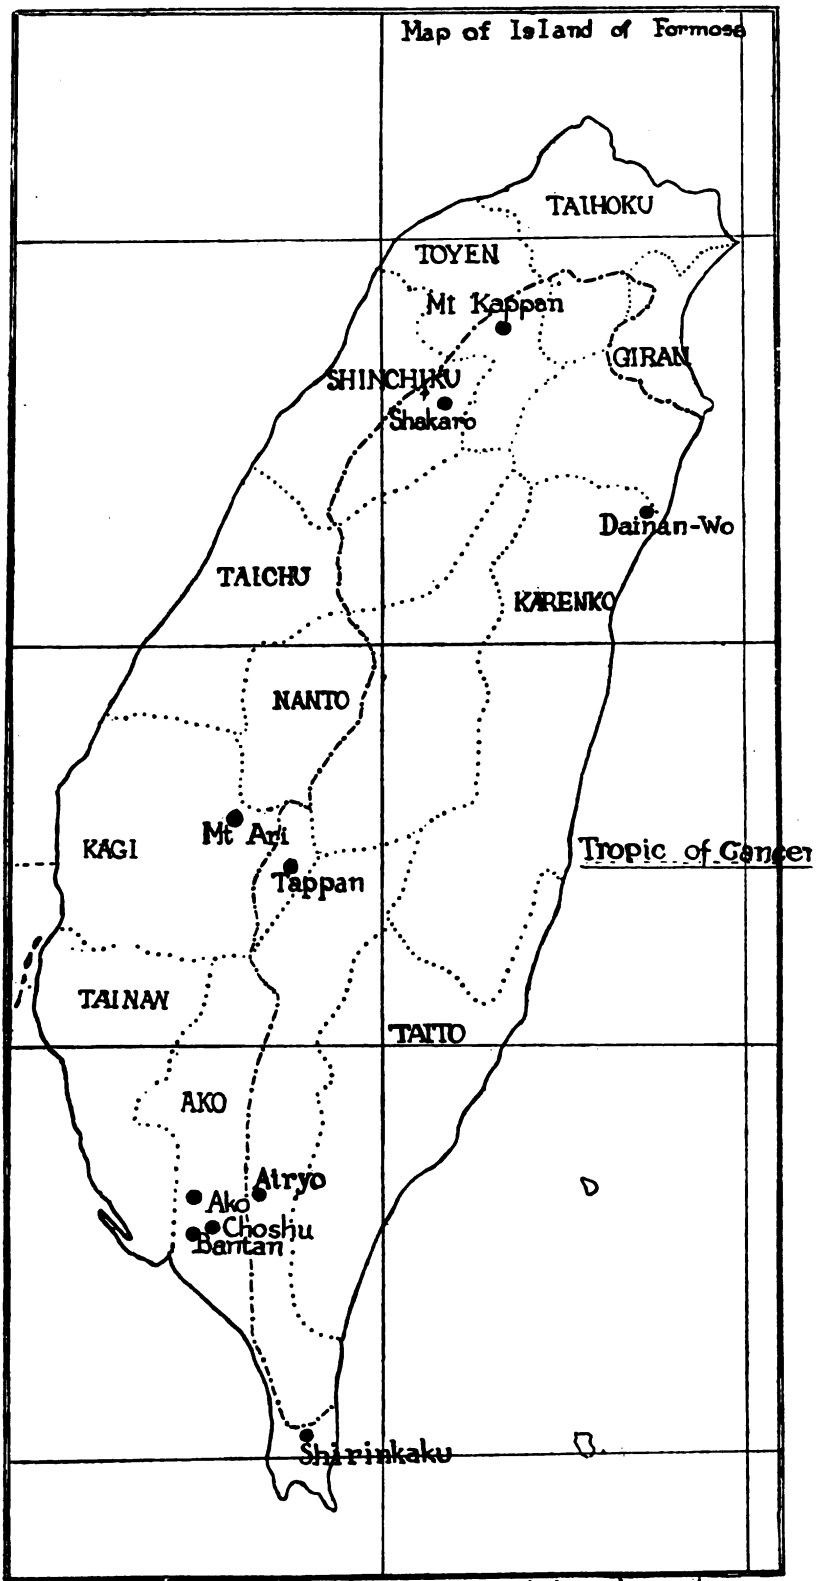 Map of Island of Formosa
TAIHOKU
TOYEN
Mt Kappan
GIRAN
SHINCHIKU
Shakaro
Dainan-Wo
TAICHU
KARENKO
NANTO
Mt Ari
KAGI
Tropic of Cancer
Tappan
TAINAN
TAITO
AKO
Airyo
Ako
Choshu
Bantan
Shirinkaku